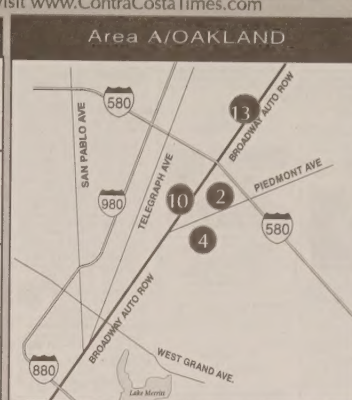 isit www.ContraCostaTimes.com
Area A/OAKLAND
580
13
SAN PABLO AVE
BROADWAY AUTO ROW
TELEGRAPH AVE
PIEDMONT AVE
980
10
2
580
4
BROADWAY AUTO ROW
WEST GRAND AVE.
880
Lake Merritt